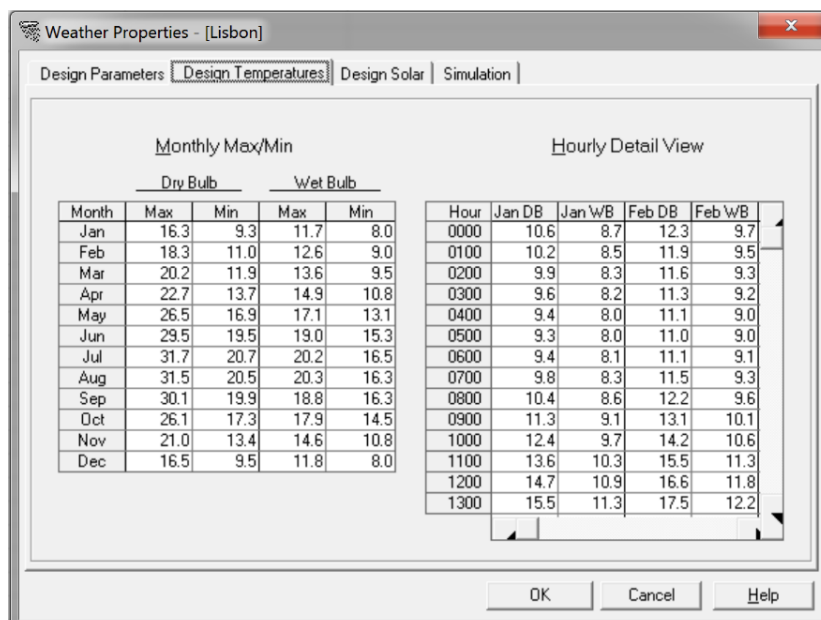 Weather Properties - [Lisbon]
Design Parameters Design Temperatures Design Solar Simulation
Monthly Max/Min
Dry Bulb Wet Bulb
Month Max Min Max Min
Jan 16.3 9.3 11.7 8.0
Feb 18.3 11.0 12.6 9.0
Mar 20.2 11.9 13.6 9.5
Apr 22.7 13.7 14.9 10.8
May 26.5 16.9 17.1 13.1
Jun 29.5 19.5 19.0 15.3
Jul 31.7 20.7 20.2 16.5
Aug 31.5 20.5 20.3 16.3
Sep 30.1 19.9 18.8 16.3
Oct 26.1 17.3 17.9 14.5
Nov 21.0 13.4 14.6 10.8
Dec 16.5 9.5 11.8 8.0
Hourly Detail View
Hour Jan DB Jan WB Feb DB Feb WB
0000 10.6 8.7 12.3 9.7
0100 10.2 8.5 11.9 9.5
0200 9.9 8.3 11.6 9.3
0300 9.6 8.2 11.3 9.2
0400 9.4 8.0 11.1 9.0
0500 9.3 8.0 11.0 9.0
0600 9.4 8.1 11.1 9.1
0700 9.8 8.3 11.5 9.3
0800 10.4 8.6 12.2 9.6
0900 11.3 9.1 13.1 10.1
1000 12.4 9.7 14.2 10.6
1100 13.6 10.3 15.5 11.3
1200 14.7 10.9 16.6 11.8
1300 15.5 11.3 17.5 12.2
OK Cancel Help